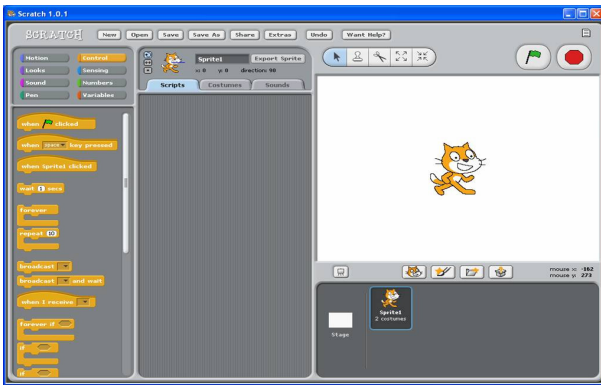 Scratch 1.0.1
SCRATCH New Open Save Save As Share Extras Undo Want Help?
Motion Control
Looks Sensing
Sound Numbers
Pen Variables
Sprite1 Export Sprite
x: 0 y: 0 direction: 90
Scripts Costumes Sounds
when clicked
when space key pressed
when Sprite1 clicked
wait 1 secs
forever
repeat 10
broadcast
broadcast and wait
when I receive
forever if
if
if
mouse x: -162
mouse y: 273
Stage
Sprite1
2 costumes